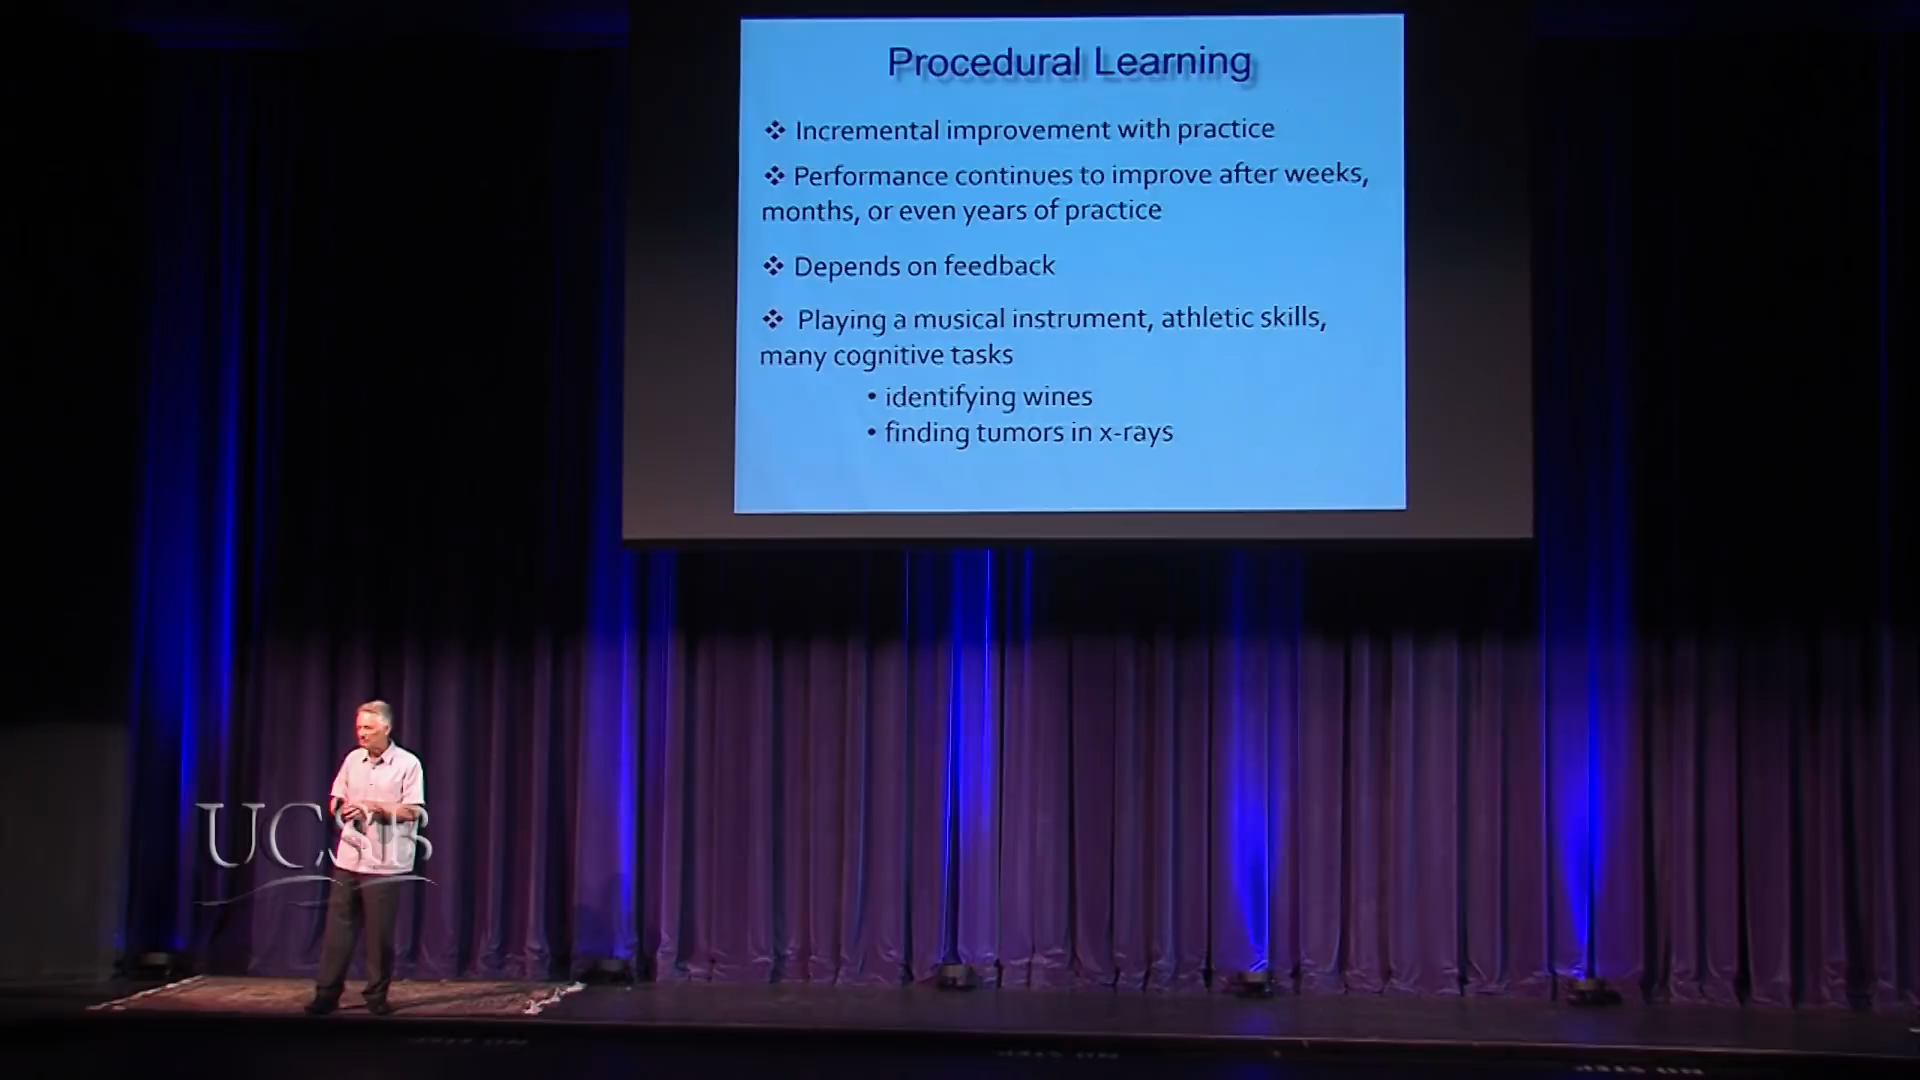 Procedural Learning
❖ Incremental improvement with practice
❖ Performance continues to improve after weeks,
months, or even years of practice
❖ Depends on feedback
❖ Playing a musical instrument, athletic skills,
many cognitive tasks
• identifying wines
• finding tumors in x-rays
UCSB